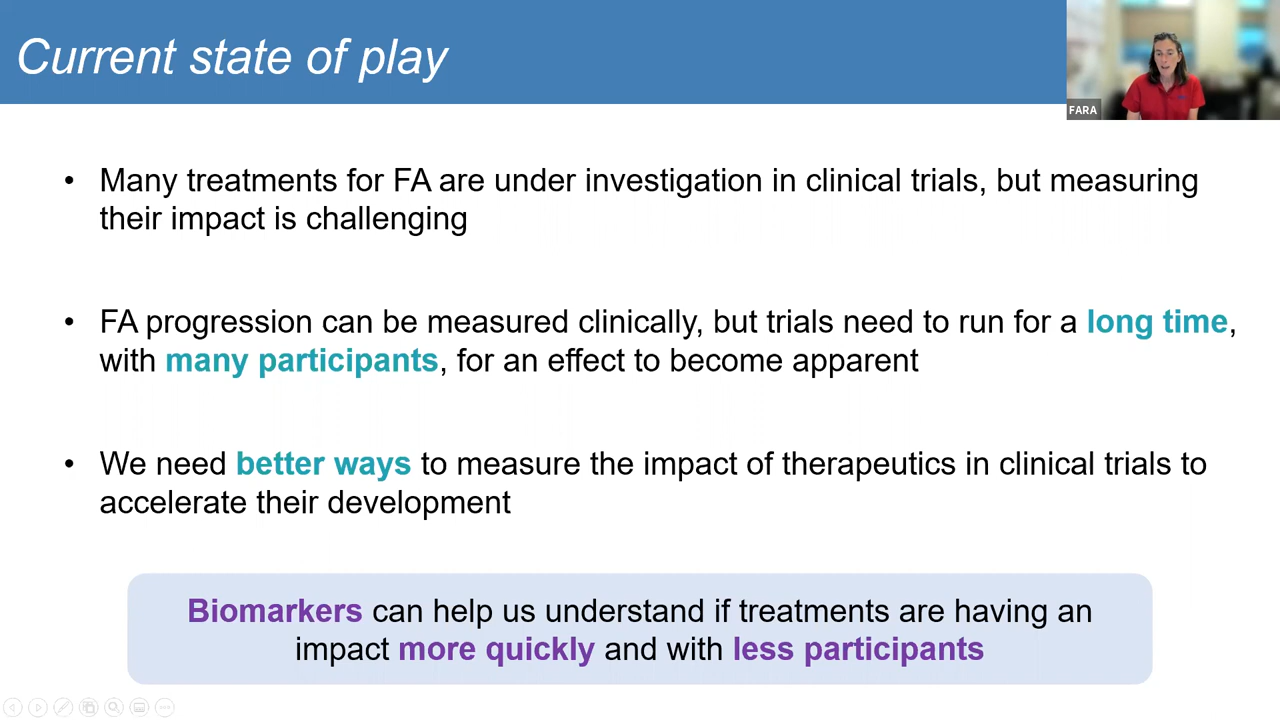 Current state of play
FARA
• Many treatments for FA are under investigation in clinical trials, but measuring
their impact is challenging
• FA progression can be measured clinically, but trials need to run for a long time,
with many participants, for an effect to become apparent
• We need better ways to measure the impact of therapeutics in clinical trials to
accelerate their development
Biomarkers can help us understand if treatments are having an
impact more quickly and with less participants